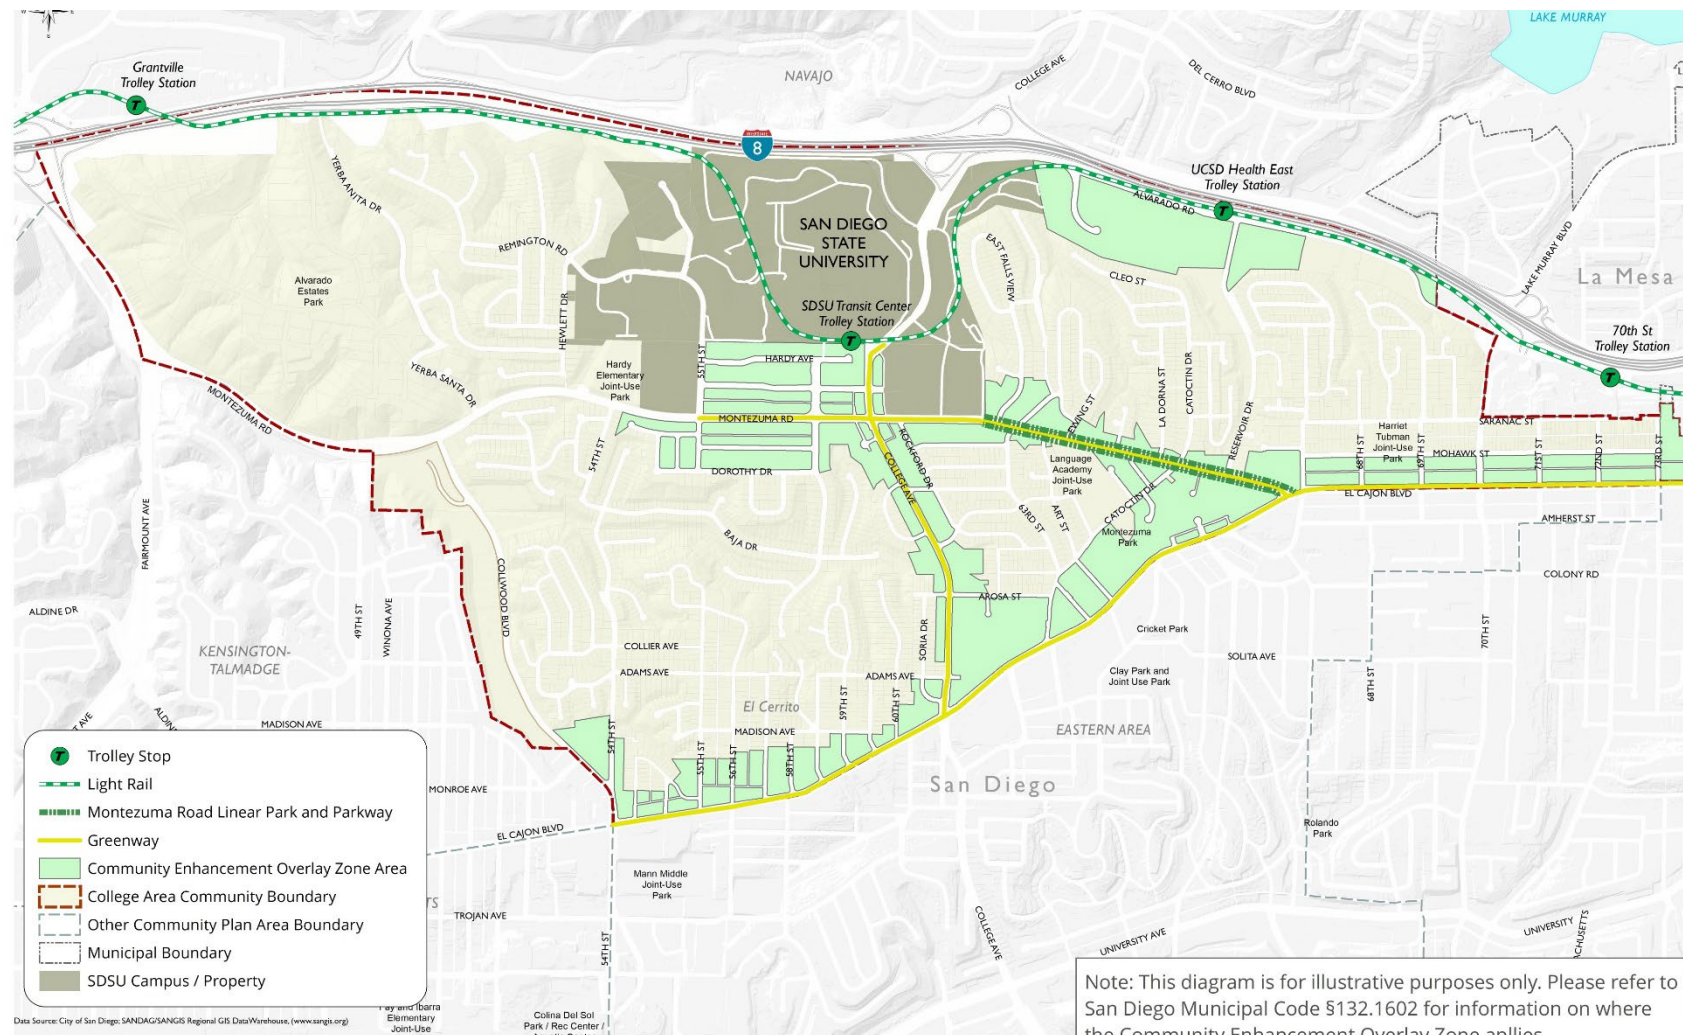 LAKE MURRAY
Grantville
Trolley Station
NAVAJO
COLLEGE AVE
DEL CERRO BLVD
8
UCSD Health East
Trolley Station
ALVARADO RD
YERBA ANITA DR
REMINGTON RD
SAN DIEGO
STATE
UNIVERSITY
EAST FALLS VIEW
CLEO ST
LAKE MURRAY BLVD
La Mesa
Alvarado
Estates
Park
HEWLETT DR
SDSU Transit Center
Trolley Station
70th St
Trolley Station
55TH ST
HARDY AVE
Hardy
Elementary
Joint-Use
Park
YERBA SANTA DR
MONTEZUMA RD
MONTEZUMA RD
EWING ST
LA DORNA ST
CATOCTIN DR
RESERVOIR DR
SARANAC ST
Harriet
Tubman
Joint-Use
Park
68TH ST
69TH ST
MOHAWK ST
71ST ST
72ND ST
73RD ST
54TH ST
DOROTHY DR
COLLEGE AVE
ROCKFORD DR
Language
Academy
Joint-Use
Park
CATOCTIN DR
EL CAJON BLVD
AMHERST ST
63RD ST
ART ST
Montezuma
Park
BAJA DR
FAIRMOUNT AVE
COLLWOOD BLVD
COLONY RD
ALDINE DR
49TH ST
WINONA AVE
AROSA ST
Cricket Park
SORIA DR
70TH ST
KENSINGTON-
TALMADGE
COLLIER AVE
ADAMS AVE
ADAMS AVE
SOLITA AVE
Clay Park and
Joint Use Park
68TH ST
El Cerrito
59TH ST
60TH ST
MADISON AVE
MADISON AVE
EASTERN AREA
54TH ST
55TH ST
56TH ST
58TH ST
San Diego
MONROE AVE
EL CAJON BLVD
Rolando
Park
Mann Middle
Joint-Use
Park
TROJAN AVE
54TH ST
COLLEGE AVE
UNIVERSITY AVE
UNIVERSITY
T Trolley Stop
Light Rail
Montezuma Road Linear Park and Parkway
Greenway
Community Enhancement Overlay Zone Area
College Area Community Boundary
Other Community Plan Area Boundary
Municipal Boundary
SDSU Campus / Property
Data Source: City of San Diego; SANDAG/SANGIS Regional GIS DataWarehouse, (www.sangis.org)
Elementary
Joint-Use
Colina Del Sol
Park / Rec Center /
Note: This diagram is for illustrative purposes only. Please refer to
San Diego Municipal Code §132.1602 for information on where
the Community Enhancement Overlay Zone apllies